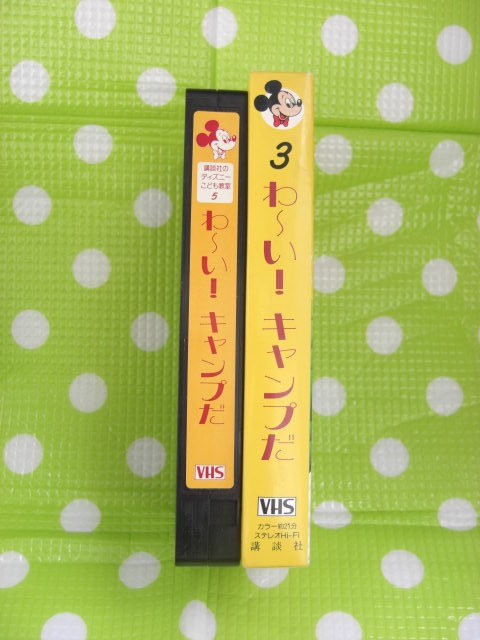 講談社の
ディズニー
こども教室
5
わ～い!キャンプだ
VHS
3
わ～い!キャンプだ
VHS
カラー約21分
ステレオHi-Fi
講談社